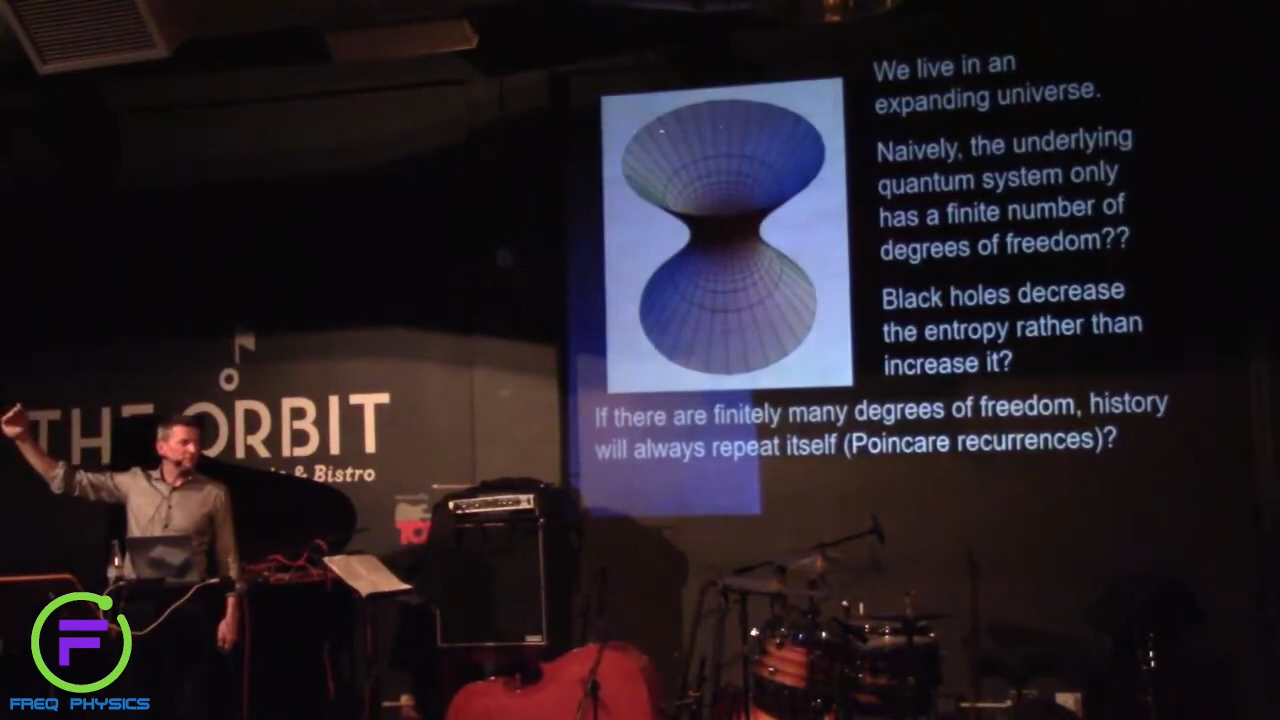 We live in an
expanding universe.
Naively, the underlying
quantum system only
has a finite number of
degrees of freedom??
Black holes decrease
the entropy rather than
increase it?
If there are finitely many degrees of freedom, history
will always repeat itself (Poincare recurrences)?
THE ORBIT
& Bistro
F
FREQ PHYSICS